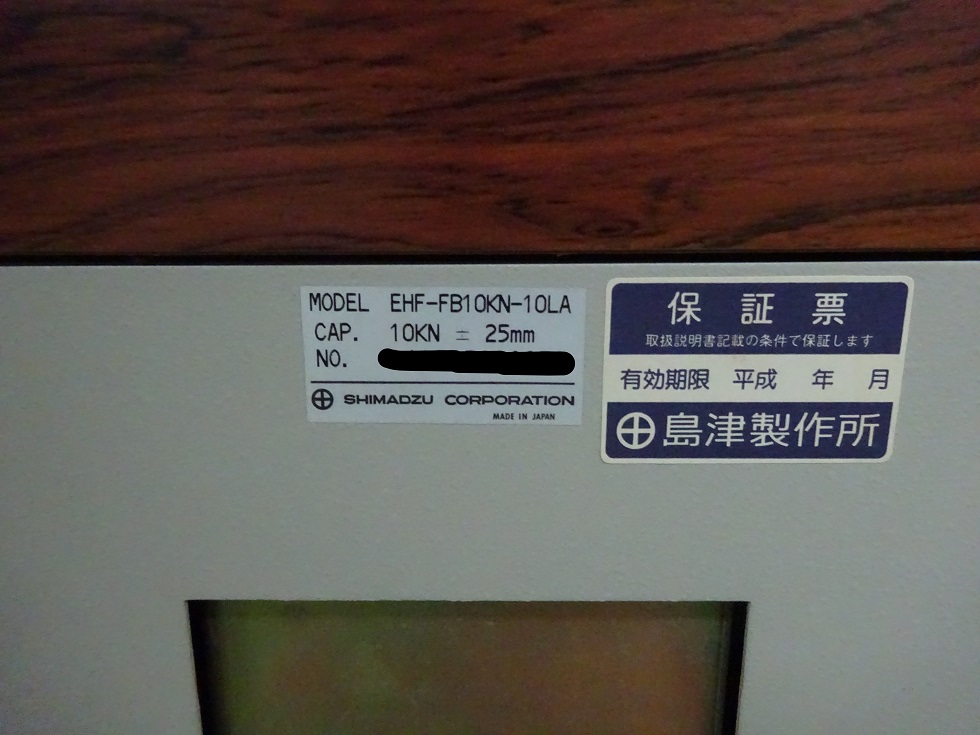 MODEL EHF-FB10KN-10LA
CAP. 10KN 25mm
NO.
SHIMADZU CORPORATION
MADE IN JAPAN
保証票
取扱説明書記載の条件で保証します
有効期限 平成 年 月
島津製作所